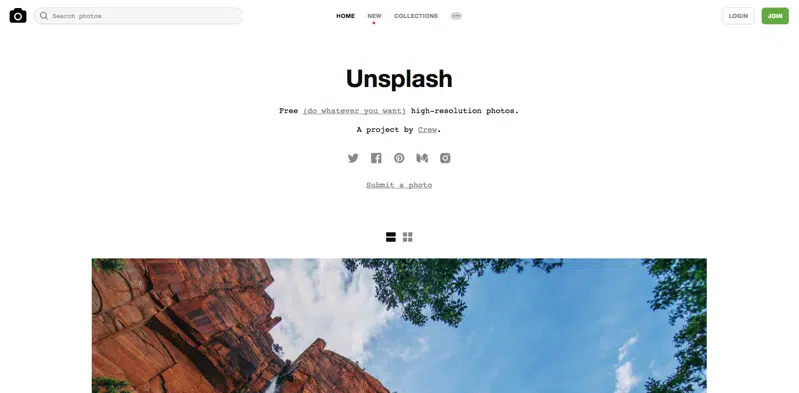 Search photos
HOME NEW COLLECTIONS
LOGIN JOIN
Unsplash
Free (do whatever you want) high-resolution photos.
A project by Crew.
Submit a photo